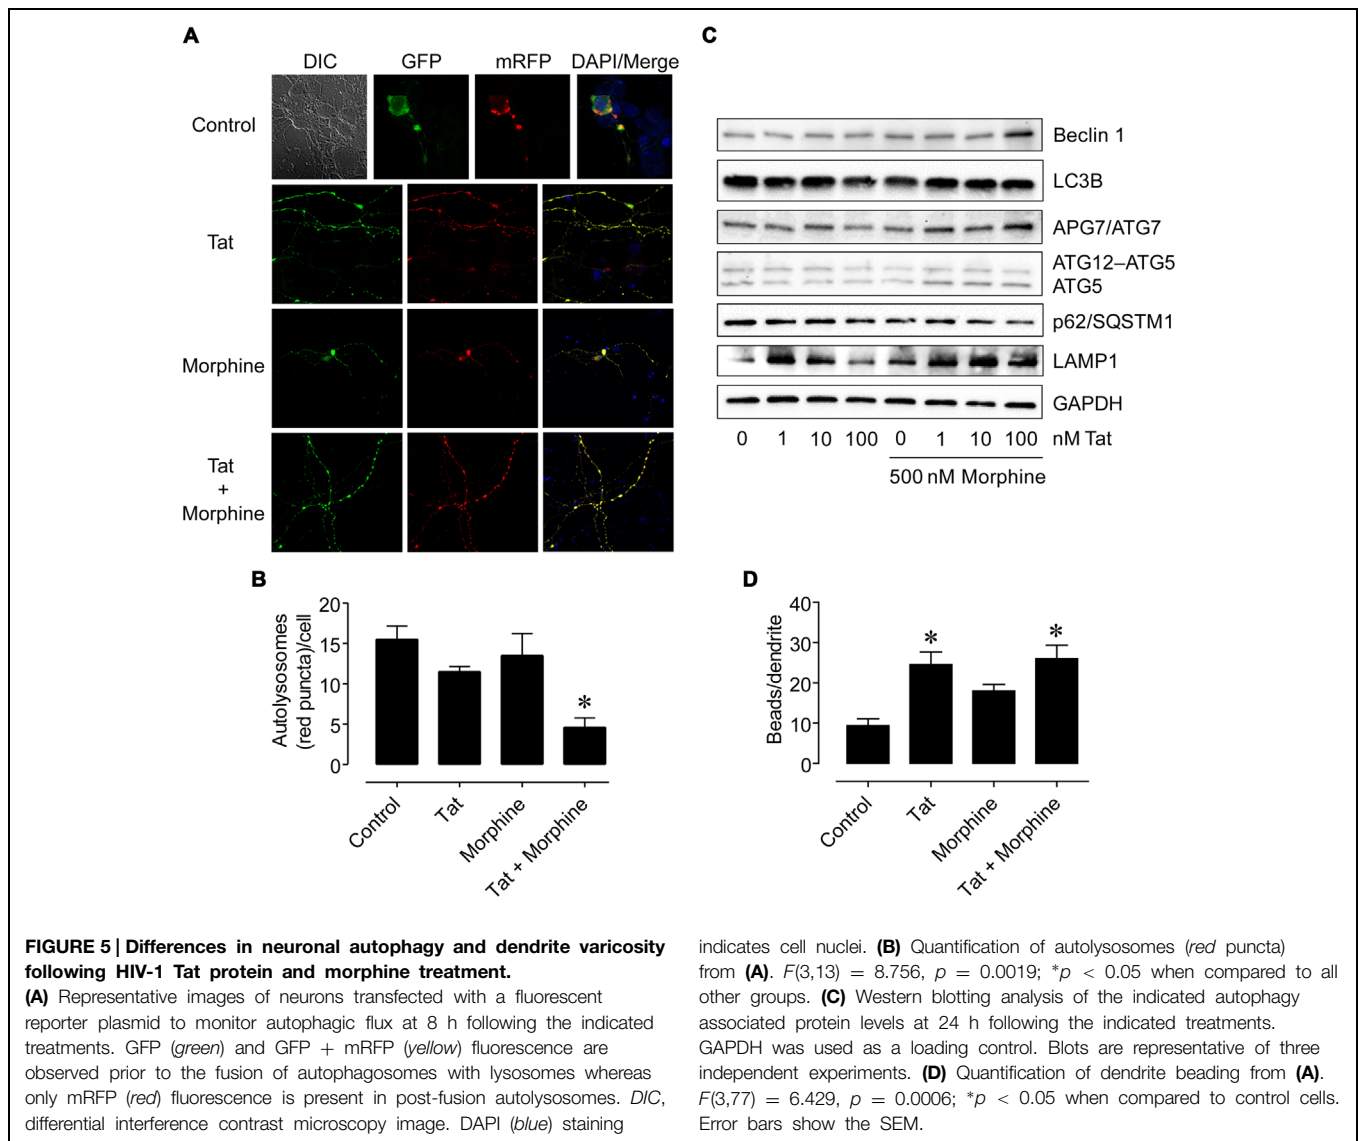 A
DIC GFP mRFP DAPI/Merge
Control
Tat
Morphine
Tat
+
Morphine
B
20
15
10
5
0
Autolysosomes
(red puncta)/cell
*
Control
Tat
Morphine
Tat + Morphine
C
Beclin 1
LC3B
APG7/ATG7
ATG12–ATG5
ATG5
p62/SQSTM1
LAMP1
GAPDH
0 1 10 100 0 1 10 100 nM Tat
500 nM Morphine
D
40
30
20
10
0
Beads/dendrite
* *
Control
Tat
Morphine
Tat + Morphine
FIGURE 5 | Differences in neuronal autophagy and dendrite varicosity
following HIV-1 Tat protein and morphine treatment.
(A) Representative images of neurons transfected with a fluorescent
reporter plasmid to monitor autophagic flux at 8 h following the indicated
treatments. GFP (green) and GFP + mRFP (yellow) fluorescence are
observed prior to the fusion of autophagosomes with lysosomes whereas
only mRFP (red) fluorescence is present in post-fusion autolysosomes. DIC,
differential interference contrast microscopy image. DAPI (blue) staining
indicates cell nuclei. (B) Quantification of autolysosomes (red puncta)
from (A). F(3,13) = 8.756, p = 0.0019; *p < 0.05 when compared to all
other groups. (C) Western blotting analysis of the indicated autophagy
associated protein levels at 24 h following the indicated treatments.
GAPDH was used as a loading control. Blots are representative of three
independent experiments. (D) Quantification of dendrite beading from (A).
F(3,77) = 6.429, p = 0.0006; *p < 0.05 when compared to control cells.
Error bars show the SEM.